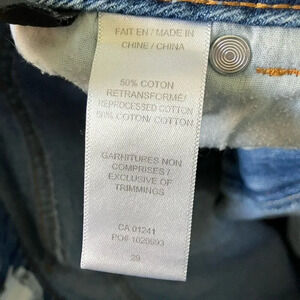 FAIT EN / MADE IN
CHINE / CHINA
50% COTON
RETRANSFORMÉ/
REPROCESSED COTTON
50% COTON/ COTTON
GARNITURES NON
COMPRISES /
EXCLUSIVE OF
TRIMMINGS
CA 01241
PO# 1020693
29